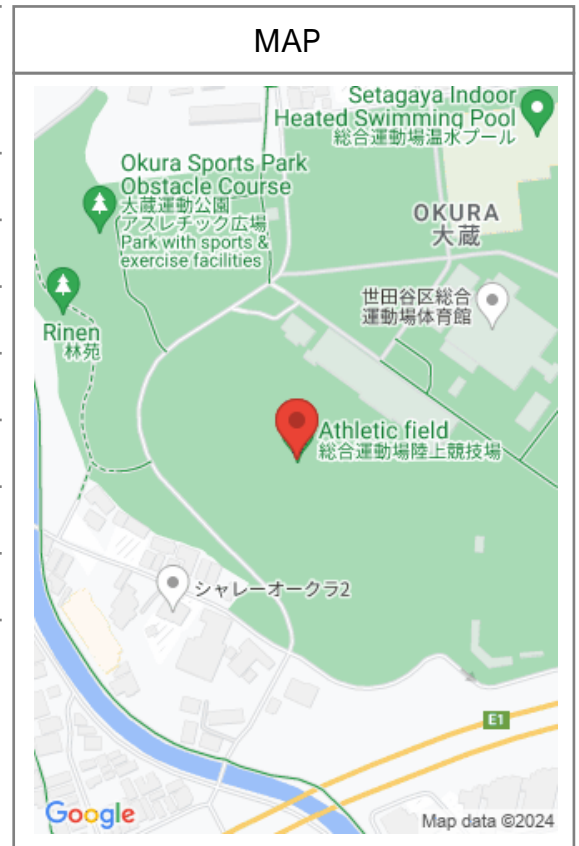 MAP
Setagaya Indoor
Heated Swimming Pool
総合運動場温水プール
Okura Sports Park
Obstacle Course
大蔵運動公園
アスレチック広場
Park with sports &
exercise facilities
OKURA
大蔵
世田谷区総合
運動場体育館
Rinen
林苑
Athletic field
総合運動場陸上競技場
シャレーオークラ2
E1
Google
Map data ©2024